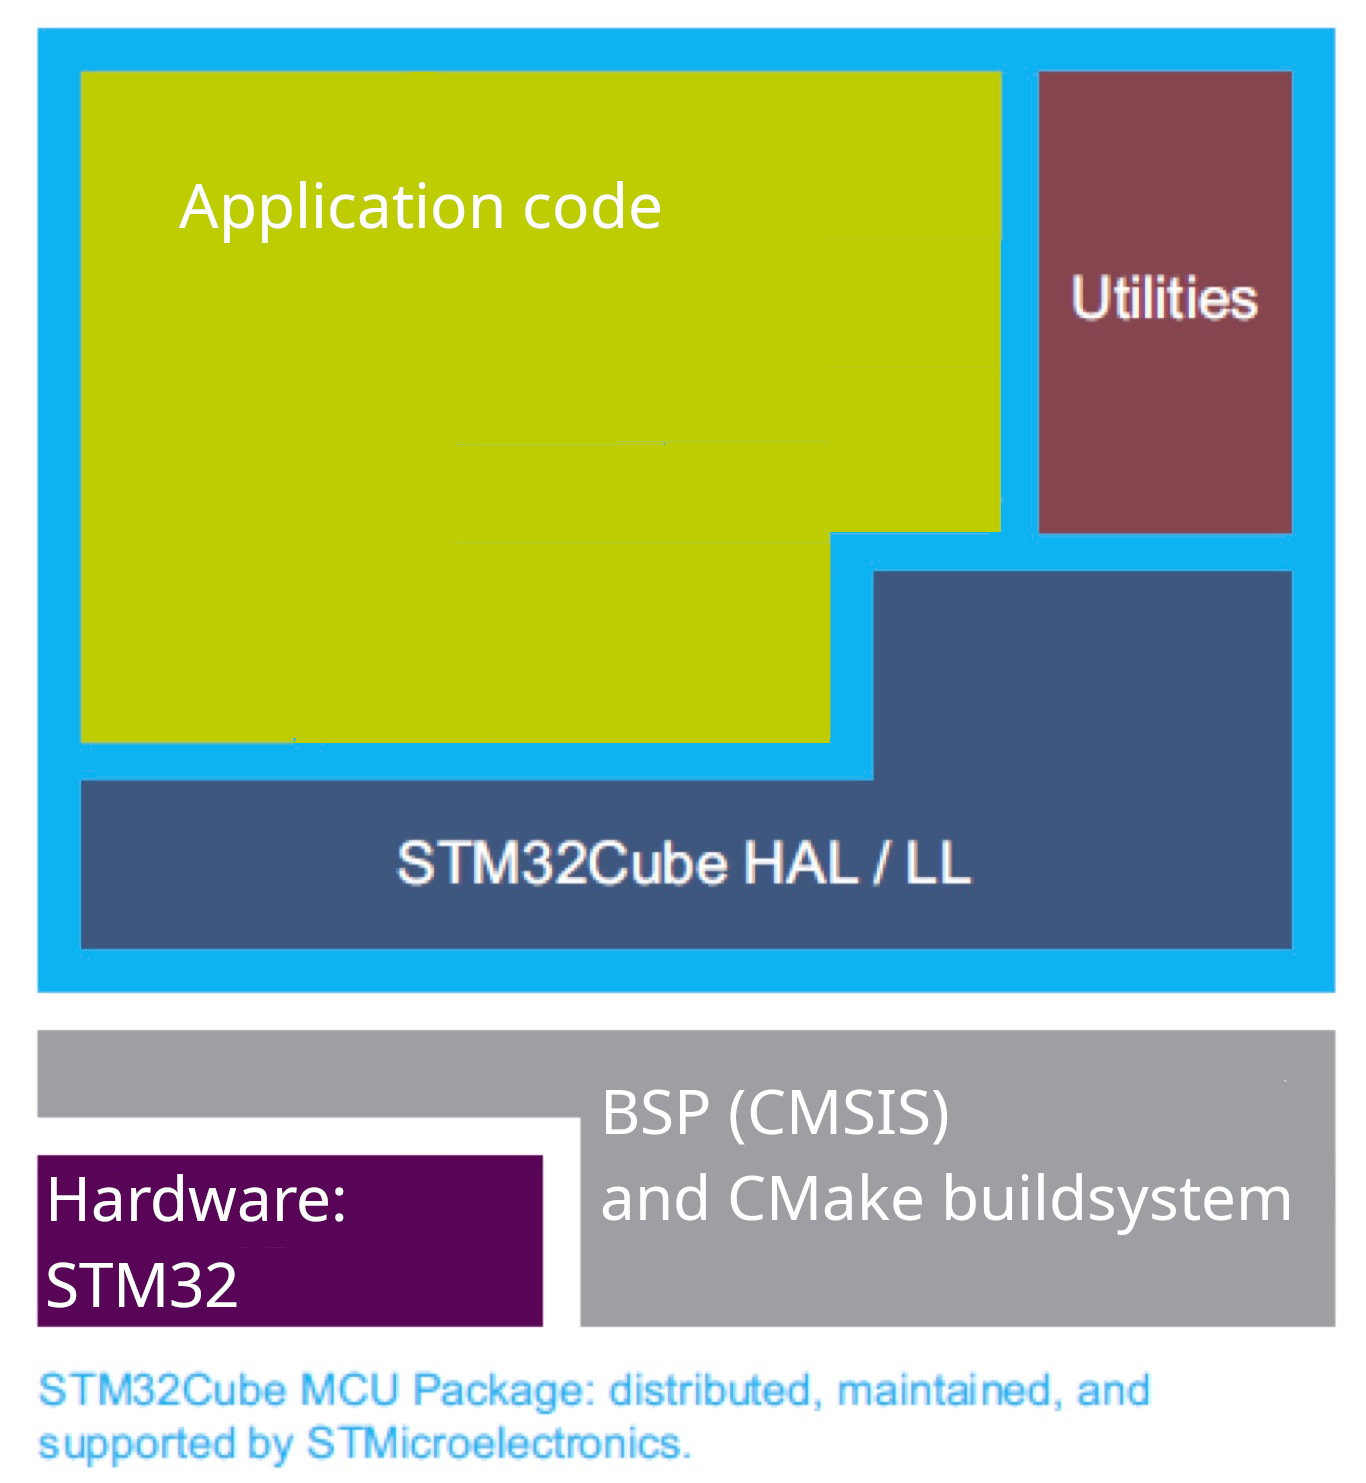 Application code
Utilities
STM32Cube HAL / LL
BSP (CMSIS)
and CMake buildsystem
Hardware:
STM32
STM32Cube MCU Package: distributed, maintained, and
supported by STMicroelectronics.